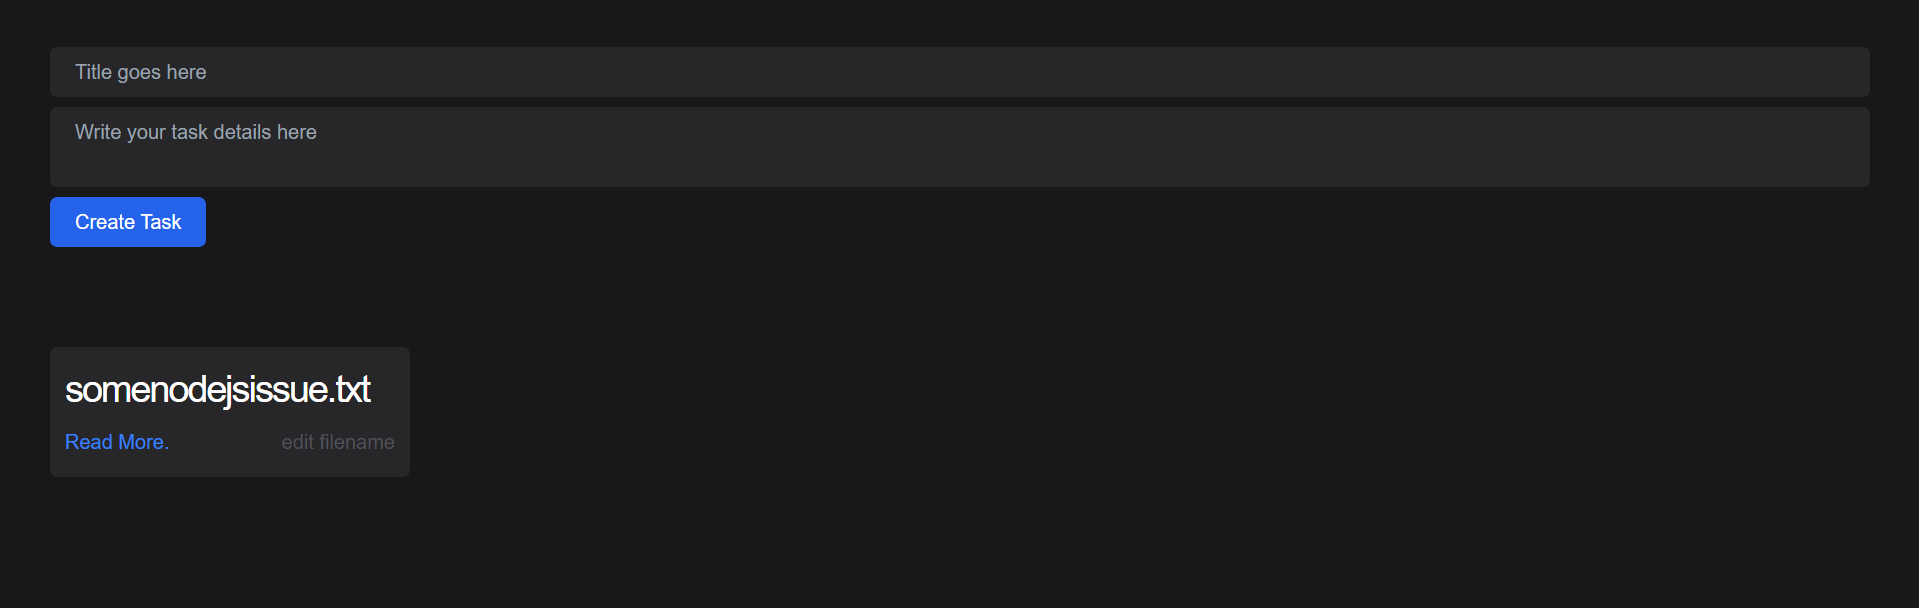 Title goes here
Write your task details here
Create Task
somenodejsissue.txt
Read More. edit filename